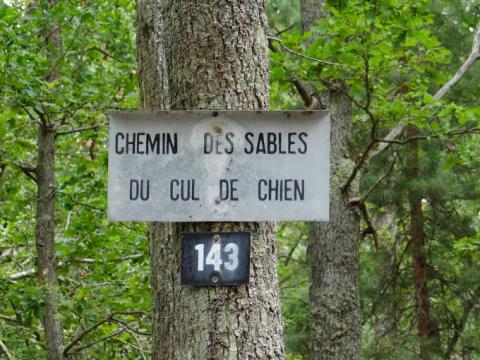 CHEMIN DES SABLES
DU CUL DE CHIEN
143